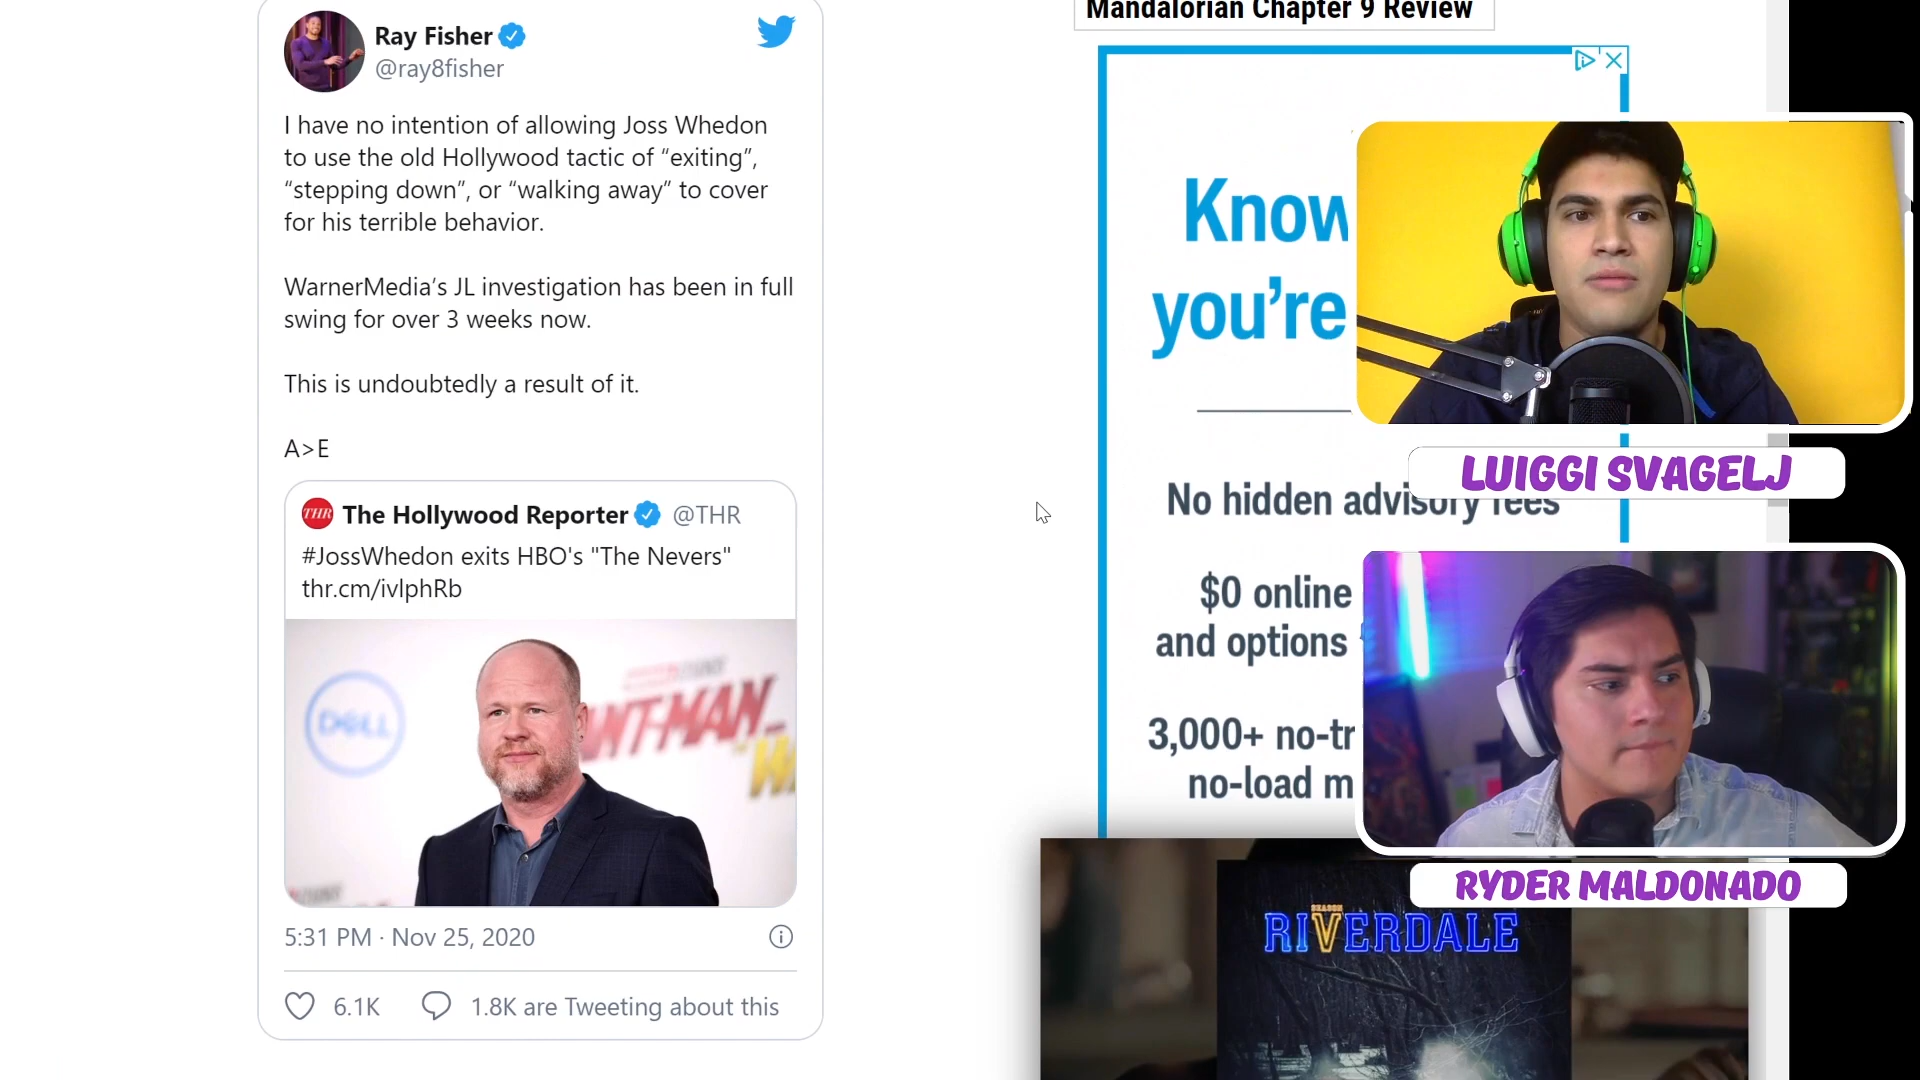 Mandalorian Chapter 9 Review
Ray Fisher
@ray8fisher
I have no intention of allowing Joss Whedon
to use the old Hollywood tactic of “exiting”,
“stepping down”, or “walking away” to cover
for his terrible behavior.
WarnerMedia’s JL investigation has been in full
swing for over 3 weeks now.
This is undoubtedly a result of it.
A>E
THR
The Hollywood Reporter @THR
#JossWhedon exits HBO's "The Nevers"
thr.cm/ivlphRb
DELL
ANT-MAN
5:31 PM · Nov 25, 2020
6.1K
1.8K are Tweeting about this
Know
you’re
No hidden advisory fees
$0 online
and options
3,000+ no-tr
no-load m
LUIGGI SVAGELJ
RYDER MALDONADO
SEASON
RIVERDALE